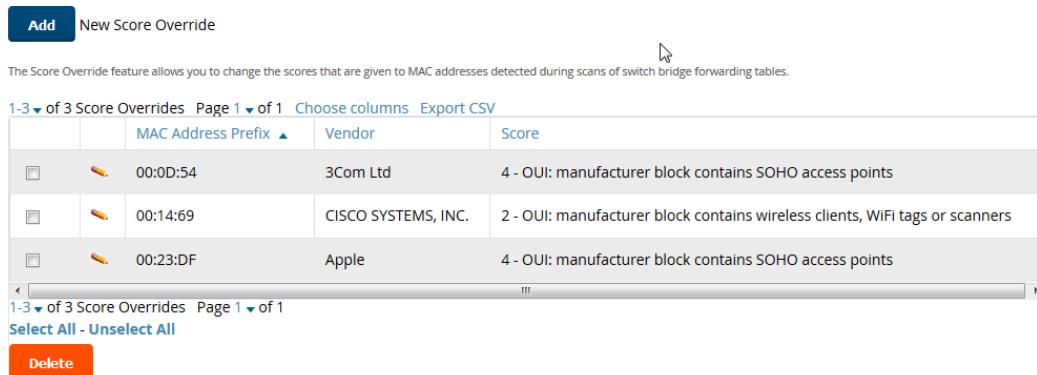 Add New Score Override
The Score Override feature allows you to change the scores that are given to MAC addresses detected during scans of switch bridge forwarding tables.
1-3 of 3 Score Overrides Page 1 of 1 Choose columns Export CSV
MAC Address Prefix Vendor Score
00:0D:54 3Com Ltd 4 - OUI: manufacturer block contains SOHO access points
00:14:69 CISCO SYSTEMS, INC. 2 - OUI: manufacturer block contains wireless clients, WiFi tags or scanners
00:23:DF Apple 4 - OUI: manufacturer block contains SOHO access points
1-3 of 3 Score Overrides Page 1 of 1
Select All - Unselect All
Delete